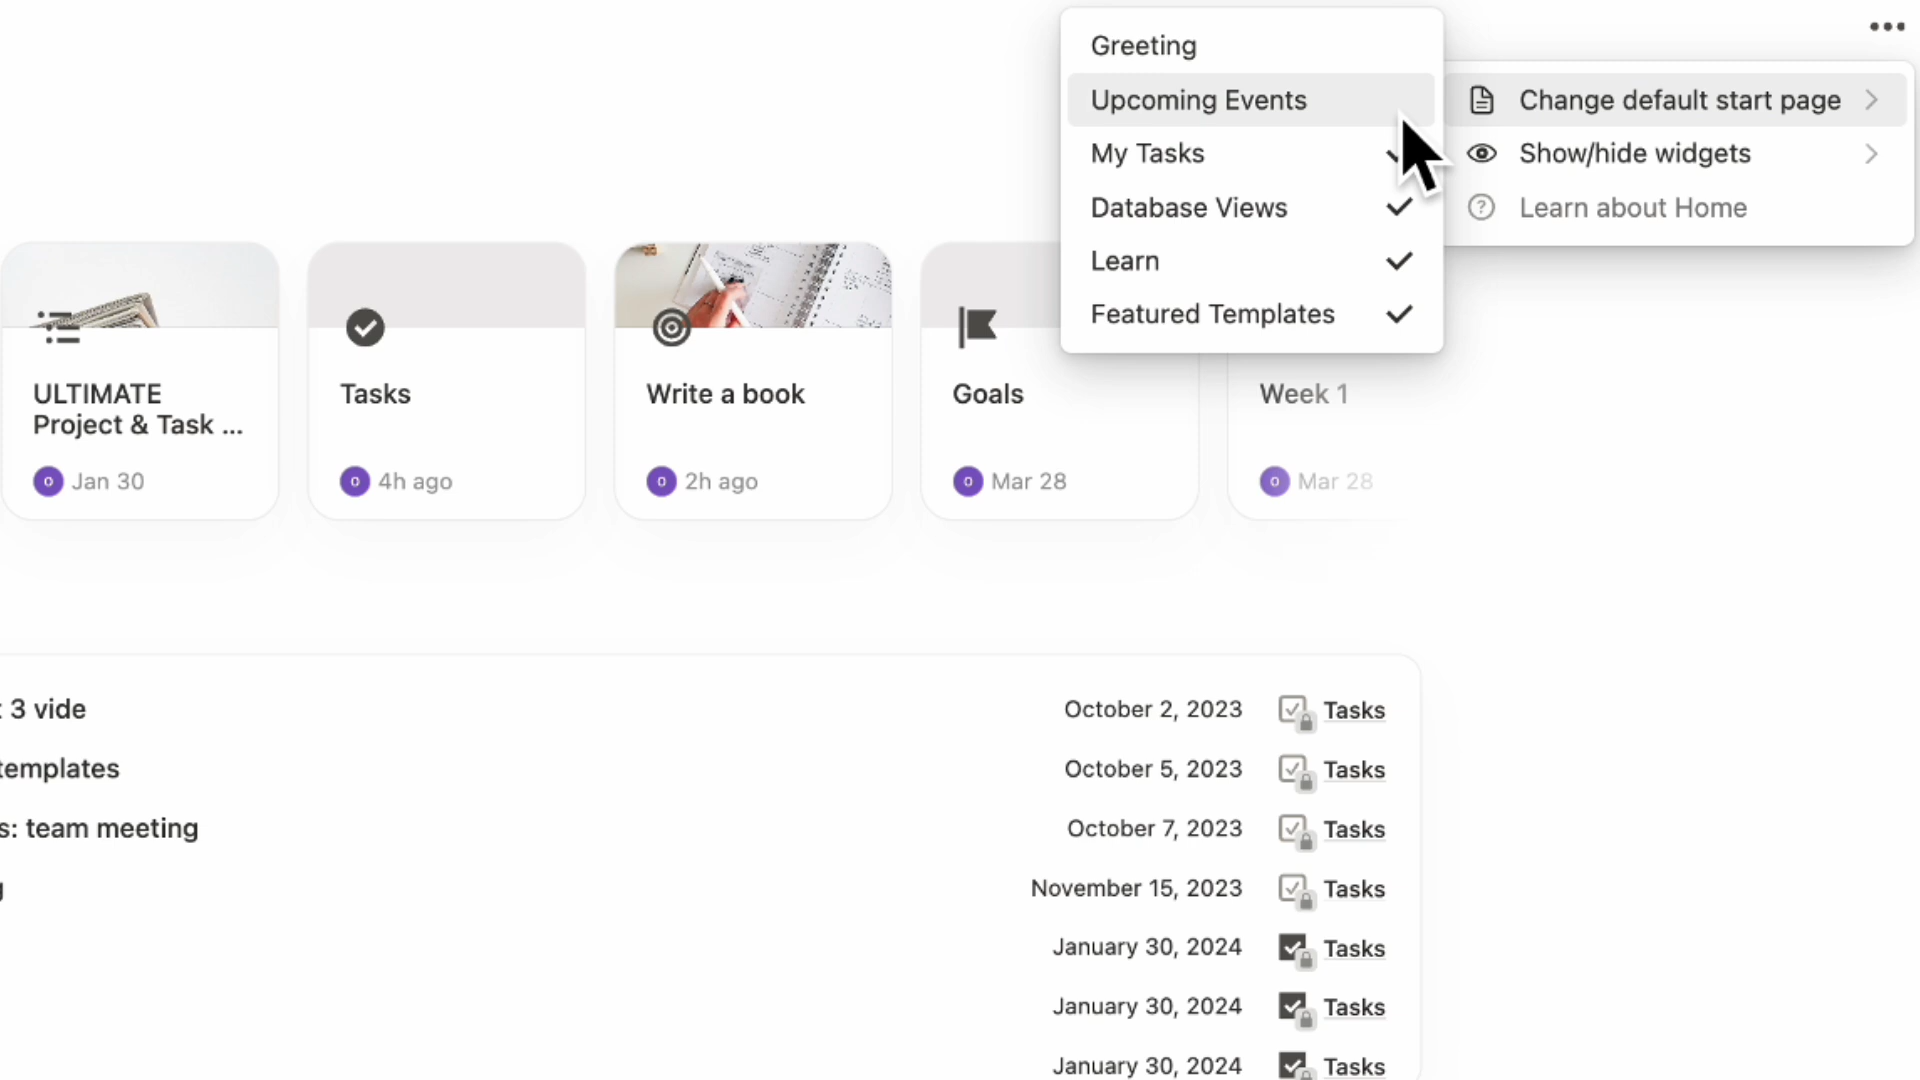 Greeting
Upcoming Events
My Tasks
Database Views
Learn
Featured Templates
Change default start page
Show/hide widgets
Learn about Home
ULTIMATE
Project & Task ...
Jan 30
Tasks
4h ago
Write a book
2h ago
Goals
Mar 28
Week 1
Mar 28
3 vide
October 2, 2023
Tasks
templates
October 5, 2023
Tasks
s: team meeting
October 7, 2023
Tasks
November 15, 2023
Tasks
January 30, 2024
Tasks
January 30, 2024
Tasks
January 30, 2024
Tasks